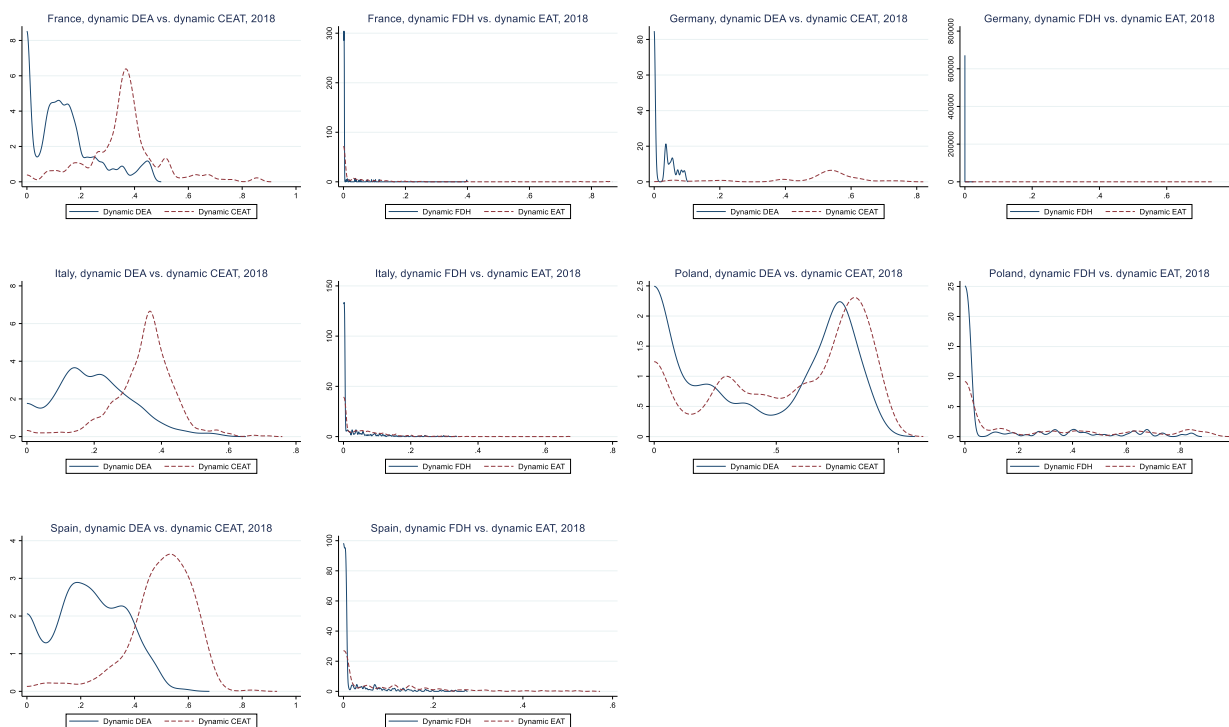 France, dynamic DEA vs. dynamic CEAT, 2018
8
6
4
2
0
0 .2 .4 .6 .8 1
Dynamic DEA Dynamic CEAT
France, dynamic FDH vs. EAT, 2018
300
200
100
0
0 .2 .4 .6 .8
Dynamic FDH Dynamic EAT
Germany, dynamic DEA vs. dynamic CEAT, 2018
80
60
40
20
0
0 .2 .4 .6 .8
Dynamic DEA Dynamic CEAT
Germany, dynamic FDH vs. EAT, 2018
800000
600000
400000
200000
0
0 .2 .4 .6
Dynamic FDH Dynamic EAT
Italy, dynamic DEA vs. dynamic CEAT, 2018
8
6
4
2
0
0 .2 .4 .6 .8
Dynamic DEA Dynamic CEAT
Italy, dynamic FDH vs. dynamic EAT, 2018
150
100
50
0
0 .2 .4 .6 .8
Dynamic FDH Dynamic EAT
Poland, dynamic DEA vs. dynamic CEAT, 2018
2.5
2
1.5
1
.5
0
0 .5 1
Dynamic DEA Dynamic CEAT
Poland, dynamic FDH vs. dynamic EAT, 2018
25
20
15
10
5
0
0 .2 .4 .6 .8
Dynamic FDH Dynamic EAT
Spain, dynamic DEA vs. dynamic CEAT, 2018
4
3
2
1
0
0 .2 .4 .6 .8 1
Dynamic DEA Dynamic CEAT
Spain, dynamic FDH vs. dynamic EAT, 2018
100
80
60
40
20
0
0 .2 .4 .6
Dynamic FDH Dynamic EAT